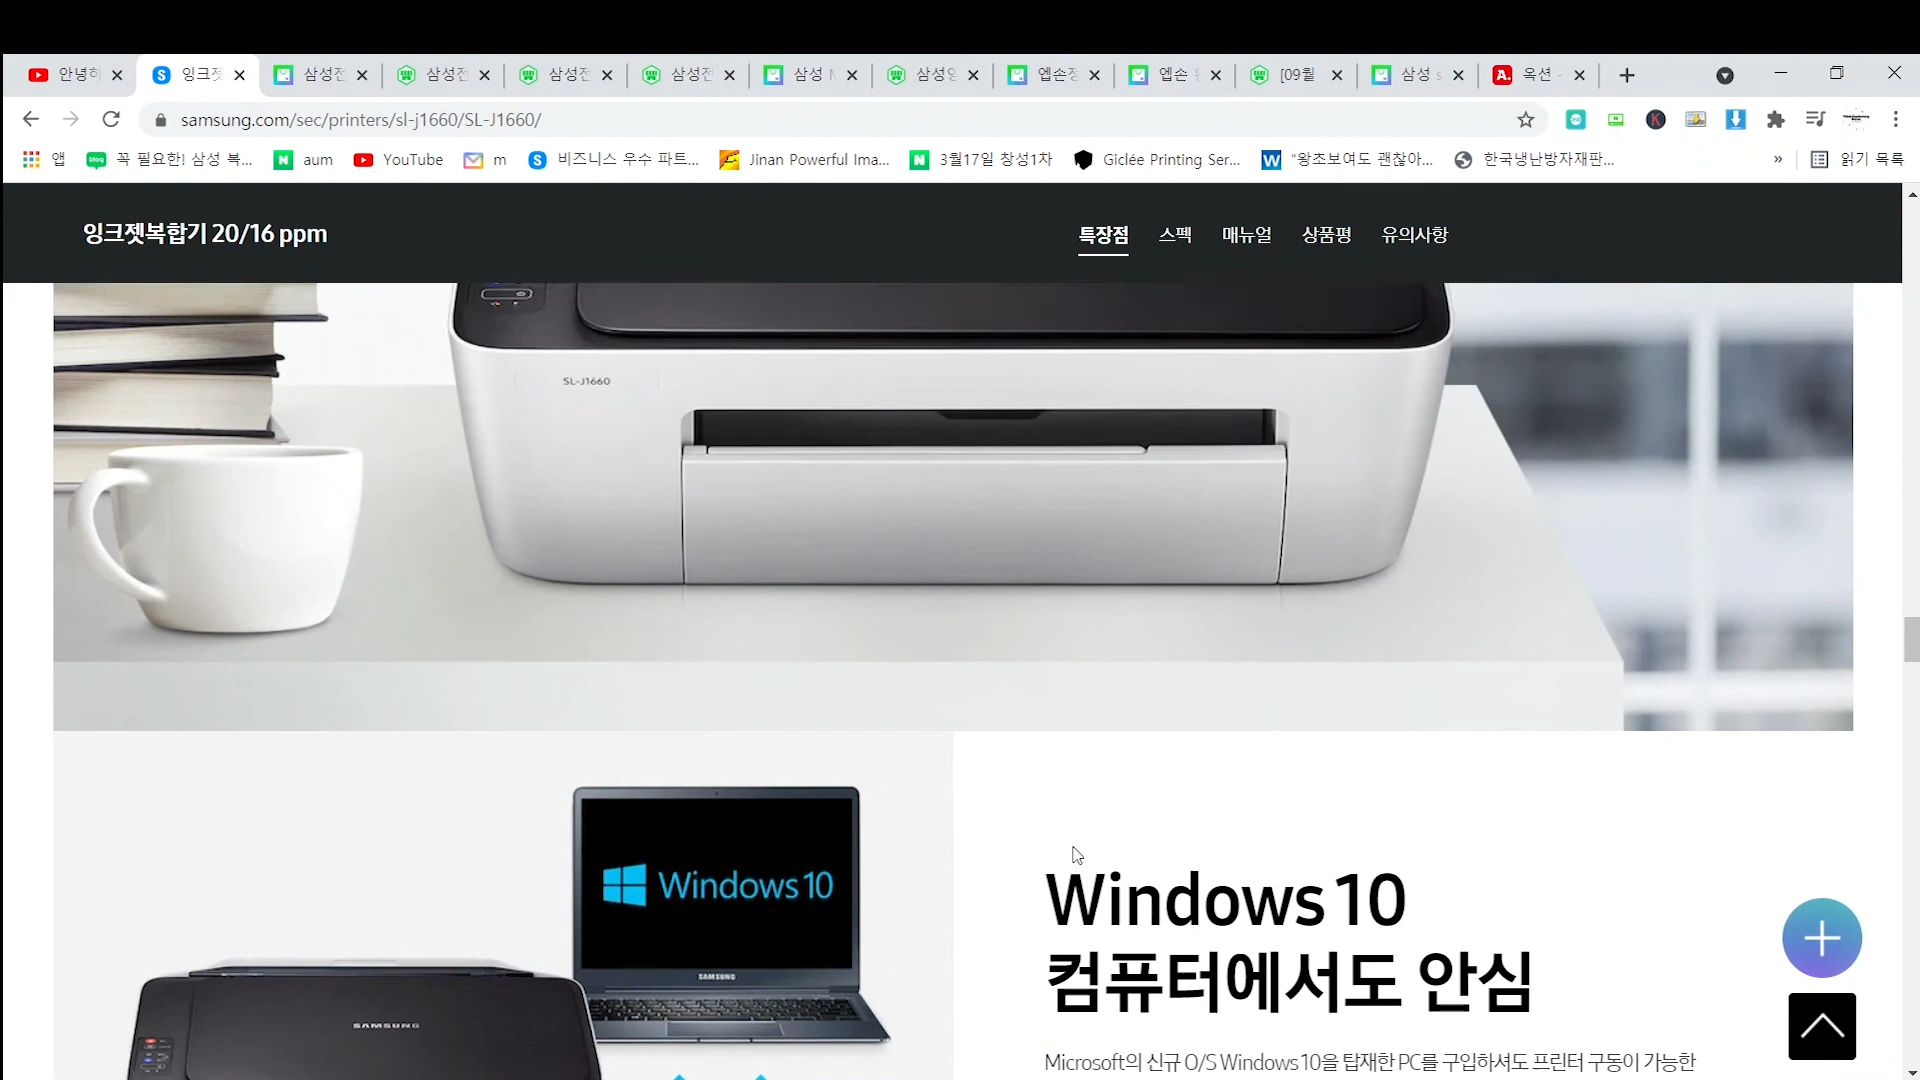 안녕ㅎ
잉크젯
삼성전
삼성전
삼성전
삼성전
삼성
삼성
엡손정
엡손
[09월
삼성 s
옥션 -
samsung.com/sec/printers/sl-j1660/SL-J1660/
앱
꼭 필요한! 삼성 복...
aum
YouTube
m
비즈니스 우수 파트...
Jinan Powerful Ima...
3월17일 창성1차
Giclée Printing Ser...
"왕초보여도 괜찮아...
한국냉난방자재판...
»
읽기 목록
잉크젯복합기 20/16 ppm
특장점
스펙
매뉴얼
상품평
유의사항
SL-J1660
Windows 10
SAMSUNG
SAMSUNG
Windows 10
컴퓨터에서도 안심
Microsoft의 신규 O/S Windows 10을 탑재한 PC를 구입하셔도 프린터 구동이 가능한